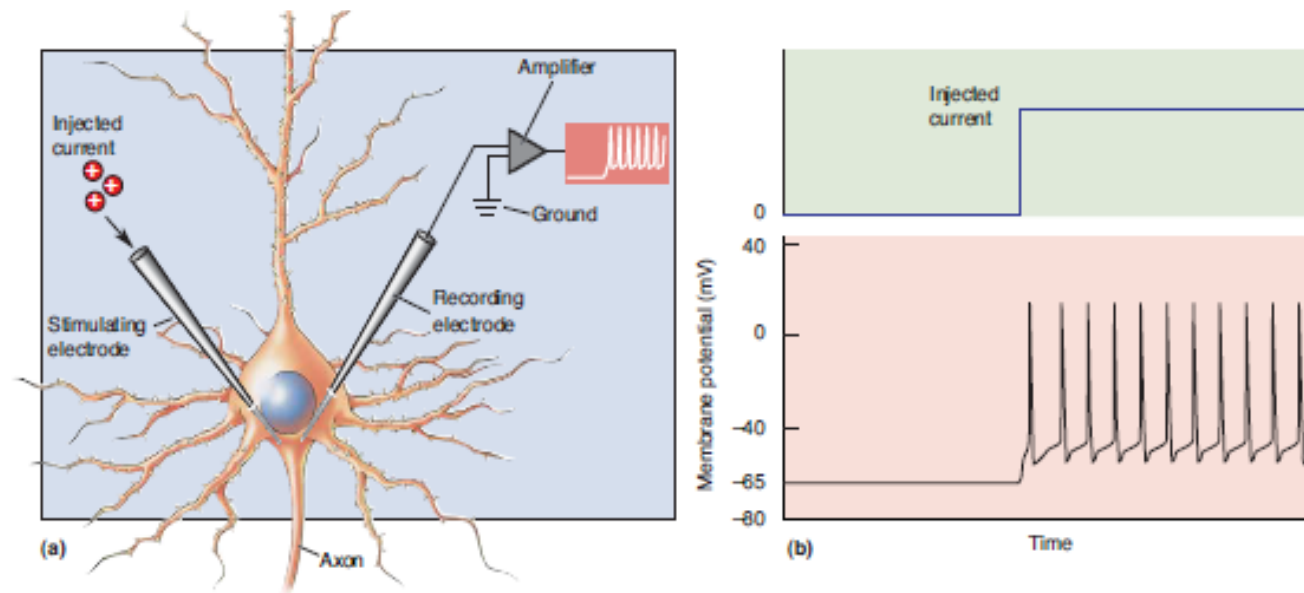 Amplifier
Injected
current
Ground
Stimulating
electrode
Recording
electrode
Axon
(a)
Injected
current
0
40
0
−40
−65
−80
Membrane potential (mV)
Time
(b)